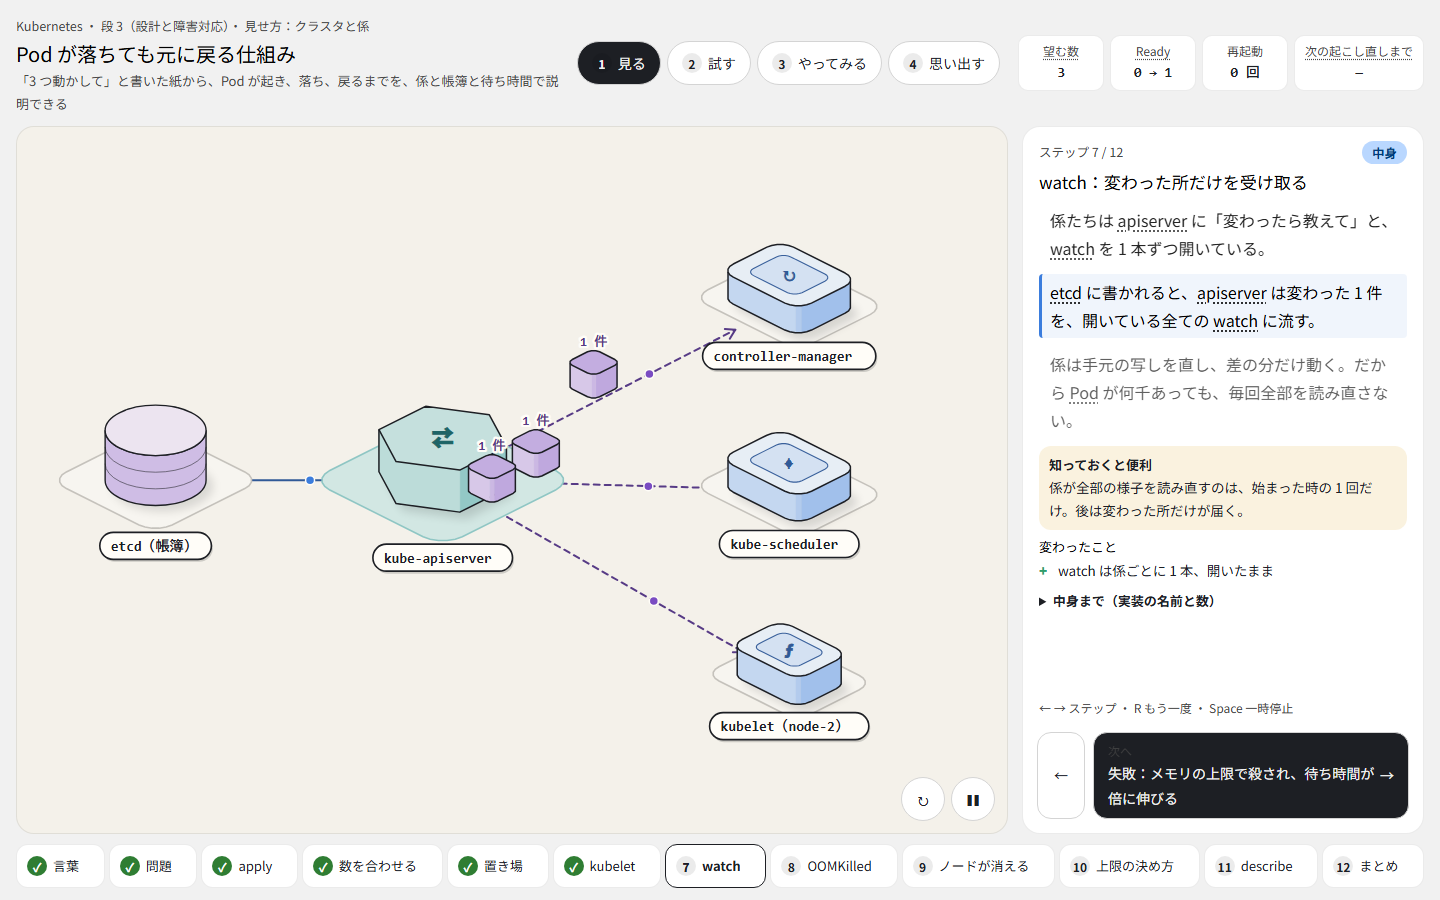 Kubernetes ・ 段 3（設計と障害対応）・ 見せ方：クラスタと係
Pod が落ちても元に戻る仕組み
「3 つ動かして」と書いた紙から、Pod が起き、落ち、戻るまでを、係と帳簿と待ち時間で説
明できる
1 見る
2 試す
3 やってみる
4 思い出す
望む数
3
Ready
0 → 1
再起動
0 回
次の起こし直しまで
—
1 件
1 件
1 件
controller-manager
etcd（帳簿）
kube-apiserver
kube-scheduler
kubelet（node-2）
ステップ 7 / 12
中身
watch：変わった所だけを受け取る
係たちは apiserver に「変わったら教えて」と、
watch を 1 本ずつ開いている。
etcd に書かれると、apiserver は変わった 1 件
を、開いている全ての watch に流す。
係は手元の写しを直し、差の分だけ動く。だか
ら Pod が何千あっても、毎回全部を読み直さな
い。
知っておくと便利
係が全部の様子を読み直すのは、始まった時の 1 回だ
け。後は変わった所だけが届く。
変わったこと
+ watch は係ごとに 1 本、開いたまま
▶ 中身まで（実装の名前と数）
← → ステップ ・ R もう一度 ・ Space 一時停止
←
次へ
失敗：メモリの上限で殺され、待ち時間が →
倍に伸びる
✓ 言葉
✓ 問題
✓ apply
✓ 数を合わせる
✓ 置き場
✓ kubelet
7 watch
8 OOMKilled
9 ノードが消える
10 上限の決め方
11 describe
12 まとめ